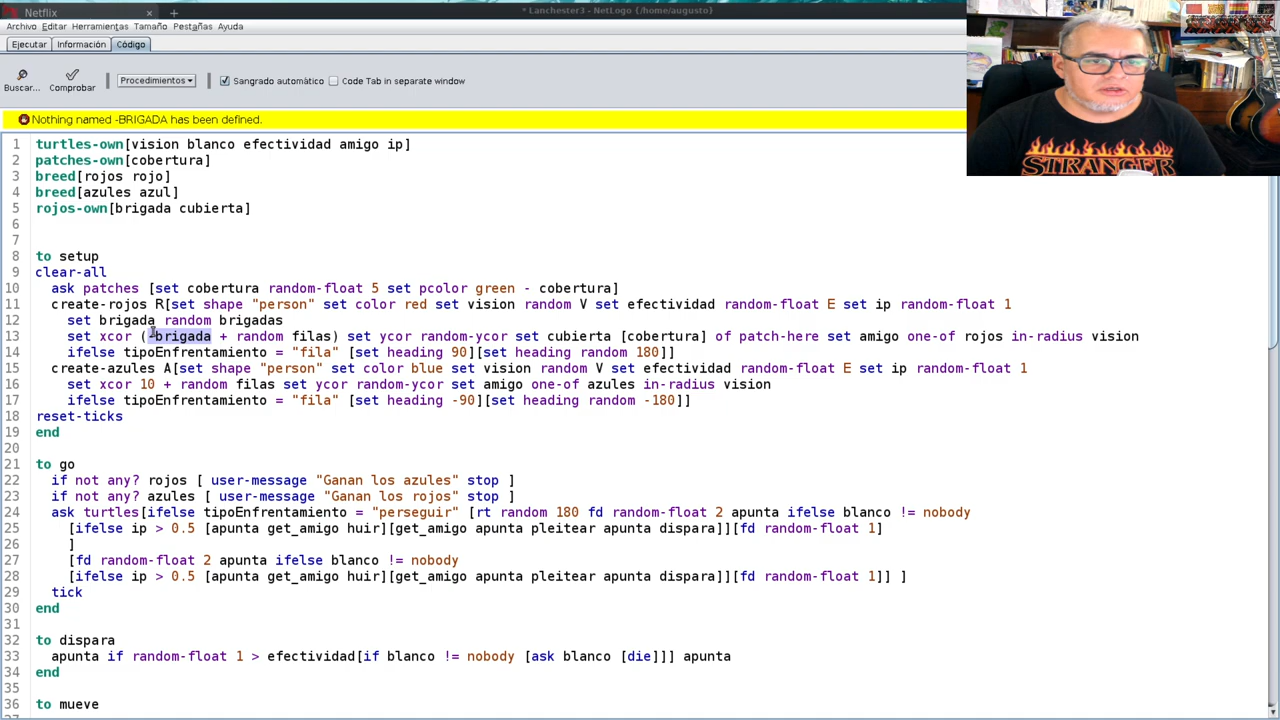 Netflix × +
* Lanchester3 - NetLogo {/home/augusto}
Archivo Editar Herramientas Tamaño Pestañas Ayuda
Ejecutar Información Código
Buscar... Comprobar Procedimientos Sangrado automático Code Tab in separate window
Nothing named -BRIGADA has been defined.
STRANGER
1 turtles-own[vision blanco efectividad amigo ip]
2 patches-own[cobertura]
3 breed[rojos rojo]
4 breed[azules azul]
5 rojos-own[brigada cubierta]
6
7
8 to setup
9 clear-all
10 ask patches [set cobertura random-float 5 set pcolor green - cobertura]
11 create-rojos R[set shape "person" set color red set vision random V set efectividad random-float E set ip random-float 1
12 set brigada random brigadas
13 set xcor (-brigada + random filas) set ycor random-ycor set cubierta [cobertura] of patch-here set amigo one-of rojos in-radius vision
14 ifelse tipoEnfrentamiento = "fila" [set heading 90][set heading random 180]]
15 create-azules A[set shape "person" set color blue set vision random V set efectividad random-float E set ip random-float 1
16 set xcor 10 + random filas set ycor random-ycor set amigo one-of azules in-radius vision
17 ifelse tipoEnfrentamiento = "fila" [set heading -90][set heading random -180]]
18 reset-ticks
19 end
20
21 to go
22 if not any? rojos [ user-message "Ganan los azules" stop ]
23 if not any? azules [ user-message "Ganan los rojos" stop ]
24 ask turtles[ifelse tipoEnfrentamiento = "perseguir" [rt random 180 fd random-float 2 apunta ifelse blanco != nobody
25 [ifelse ip > 0.5 [apunta get_amigo huir][get_amigo apunta pleitear apunta dispara]][fd random-float 1]
26 ]
27 [fd random-float 2 apunta ifelse blanco != nobody
28 [ifelse ip > 0.5 [apunta get_amigo huir][get_amigo apunta pleitear apunta dispara]][fd random-float 1]] ]
29 tick
30 end
31
32 to dispara
33 apunta if random-float 1 > efectividad[if blanco != nobody [ask blanco [die]]] apunta
34 end
35
36 to mueve